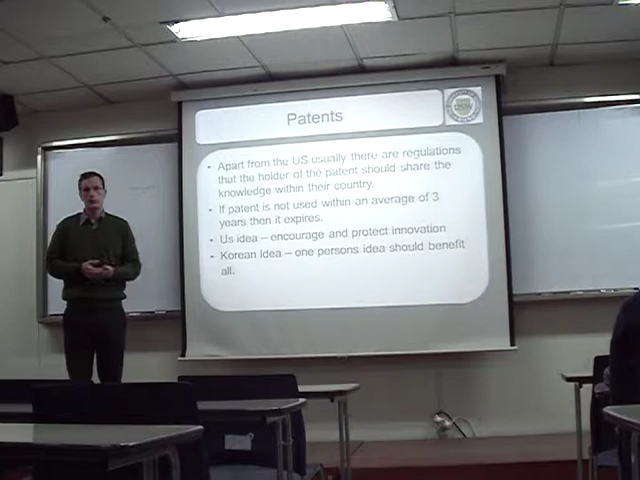 Patents
• Apart from the US usually there are regulations
that the holder of the patent should share the
knowledge within their country.
• If patent is not used within an average of 3
years then it expires.
• Us idea – encourage and protect innovation
• Korean Idea – one persons idea should benefit
all.